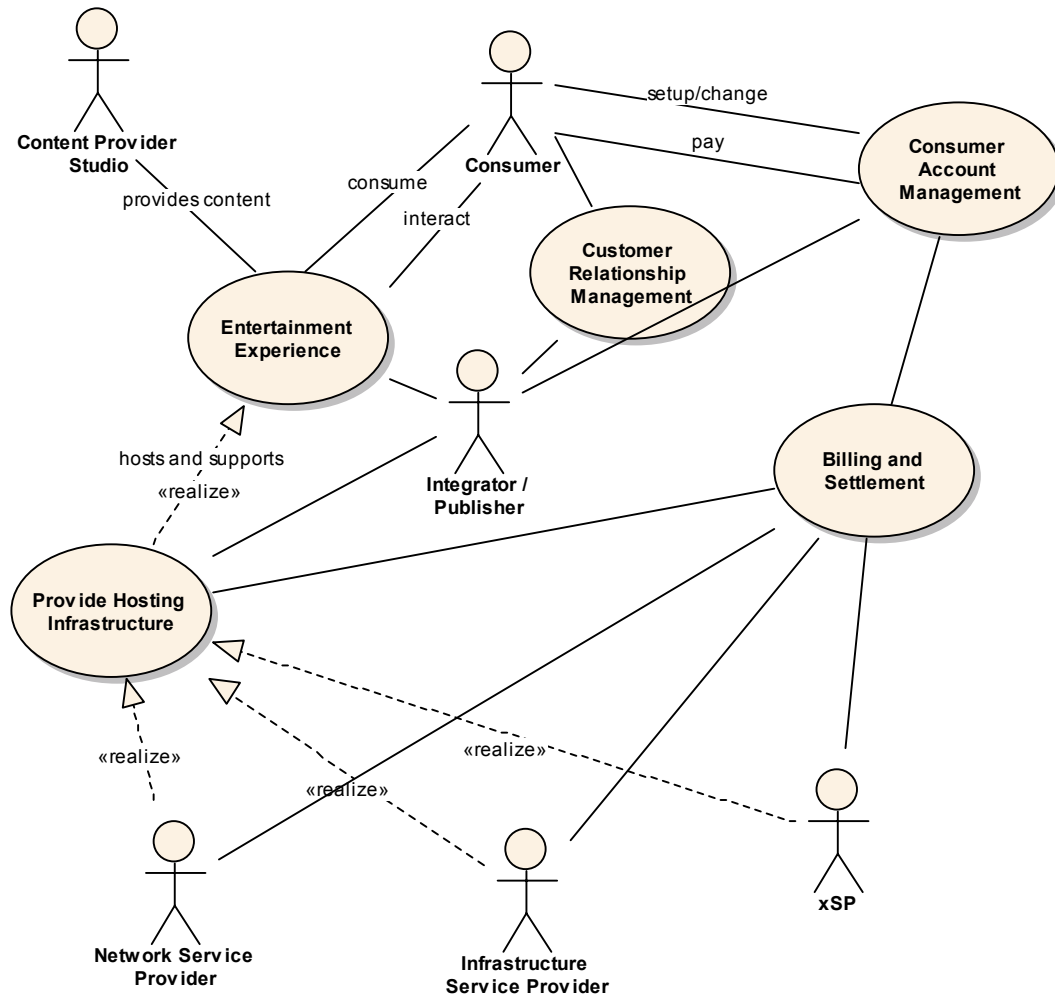 Content Provider
Studio
Consumer
setup/change
pay
Consumer
Account
Management
provides content
consume
interact
Customer
Relationship
Management
Entertainment
Experience
hosts and supports
«realize»
Integrator /
Publisher
Billing and
Settlement
Provide Hosting
Infrastructure
«realize»
«realize»
«realize»
xSP
Network Service
Provider
Infrastructure
Service Provider